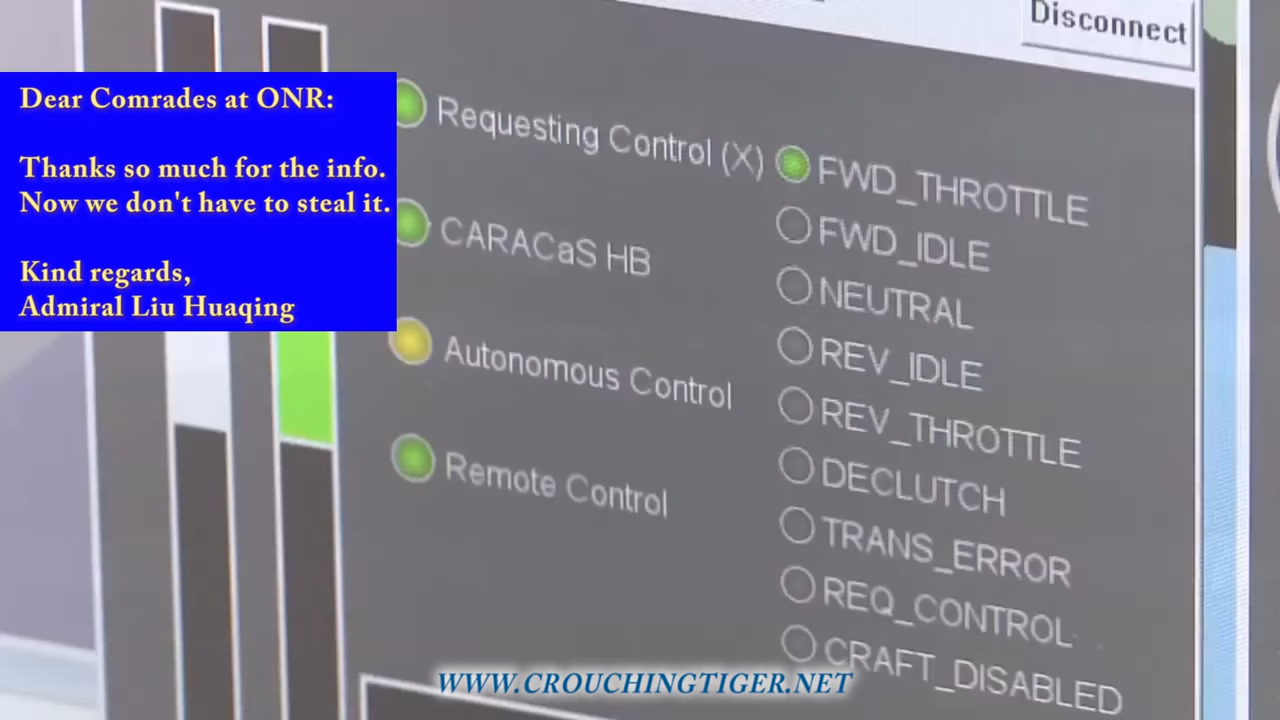 Disconnect
Dear Comrades at ONR:
Thanks so much for the info.
Now we don't have to steal it.
Kind regards,
Admiral Liu Huaqing
Requesting Control (X)
CARACaS HB
Autonomous Control
Remote Control
FWD_THROTTLE
FWD_IDLE
NEUTRAL
REV_IDLE
REV_THROTTLE
DECLUTCH
TRANS_ERROR
REQ_CONTROL
CRAFT_DISABLED
WWW.CROUCHINGTIGER.NET